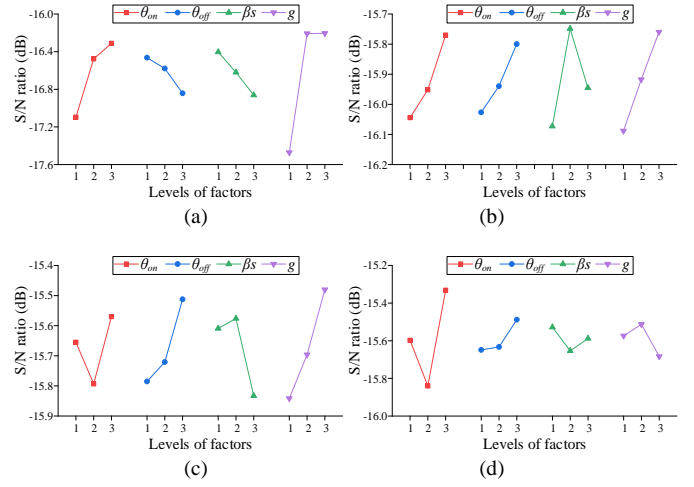 θon θoff βs g
S/N ratio (dB)
-16.0
-16.4
-16.8
-17.2
-17.6
1 2 3 1 2 3 1 2 3 1 2 3
Levels of factors
(a)
θon θoff βs g
S/N ratio (dB)
-15.7
-15.8
-15.9
-16.0
-16.1
-16.2
1 2 3 1 2 3 1 2 3 1 2 3
Levels of factors
(b)
θon θoff βs g
S/N ratio (dB)
-15.4
-15.5
-15.6
-15.7
-15.8
-15.9
1 2 3 1 2 3 1 2 3 1 2 3
Levels of factors
(c)
θon θoff βs g
S/N ratio (dB)
-15.2
-15.4
-15.6
-15.8
-16.0
1 2 3 1 2 3 1 2 3 1 2 3
Levels of factors
(d)